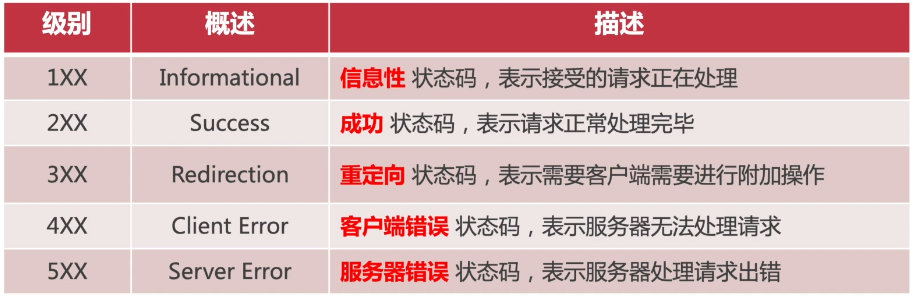 级别 概述 描述
1XX Informational 信息性 状态码，表示接受的请求正在处理
2XX Success 成功 状态码，表示请求正常处理完毕
3XX Redirection 重定向 状态码，表示需要客户端需要进行附加操作
4XX Client Error 客户端错误 状态码，表示服务器无法处理请求
5XX Server Error 服务器错误 状态码，表示服务器处理请求出错